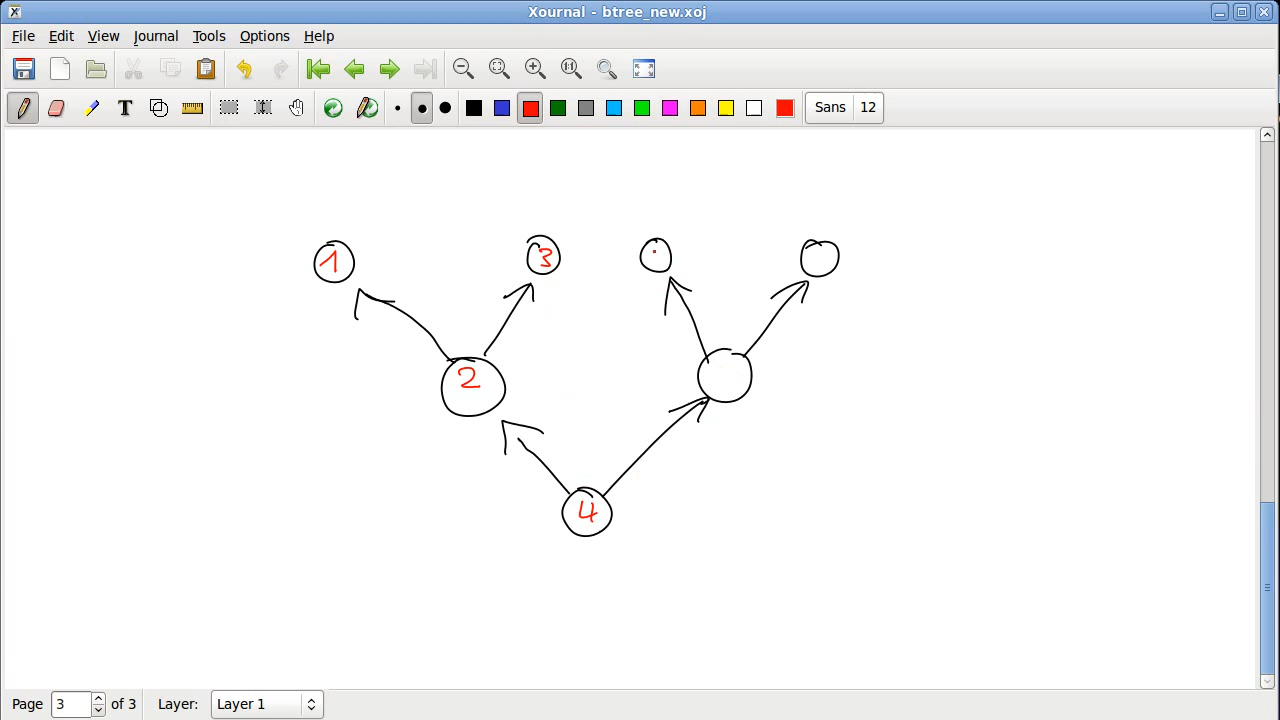 Xournal - btree_new.xoj
File Edit View Journal Tools Options Help
T Sans 12
1 3
2
4
Page 3 of 3 Layer: Layer 1